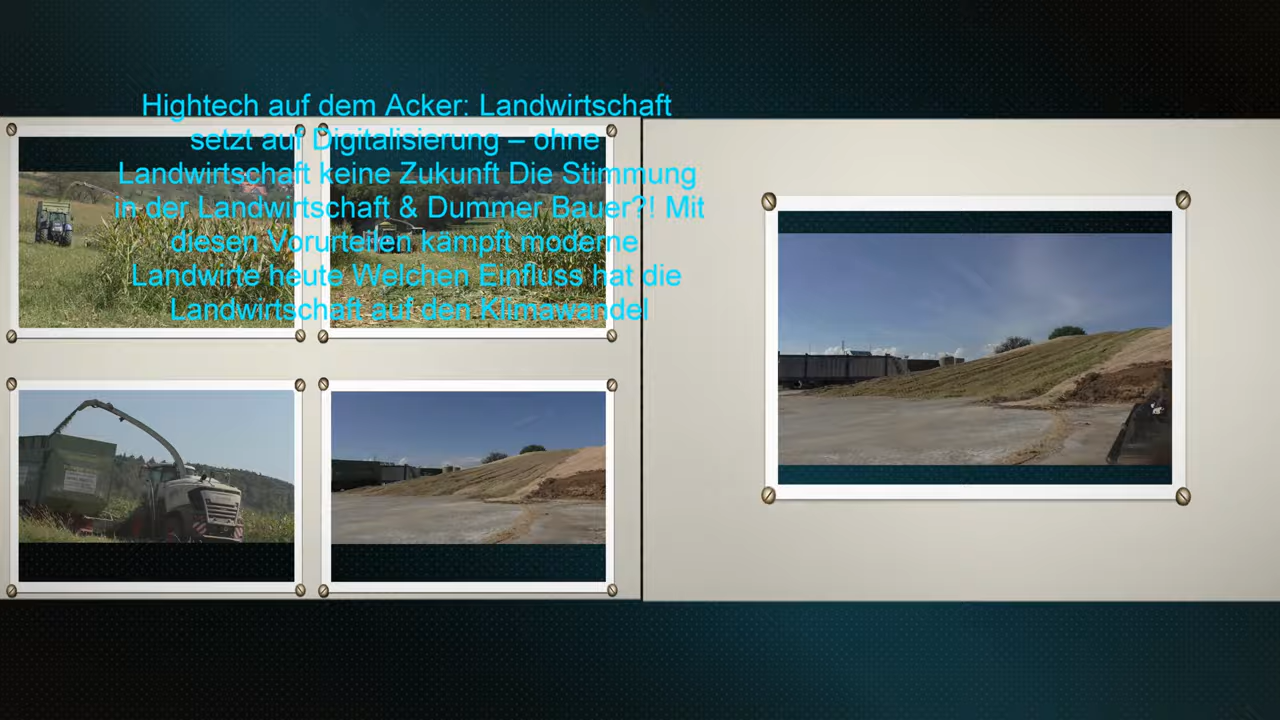 Hightech auf dem Acker: Landwirtschaft
setzt auf Digitalisierung – ohne
Landwirtschaft keine Zukunft Die Stimmung
in der Landwirtschaft & Dummer Bauer?! Mit
diesen Vorurteilen kämpft moderne
Landwirte heute Welchen Einfluss hat die
Landwirtschaft auf den Klimawandel